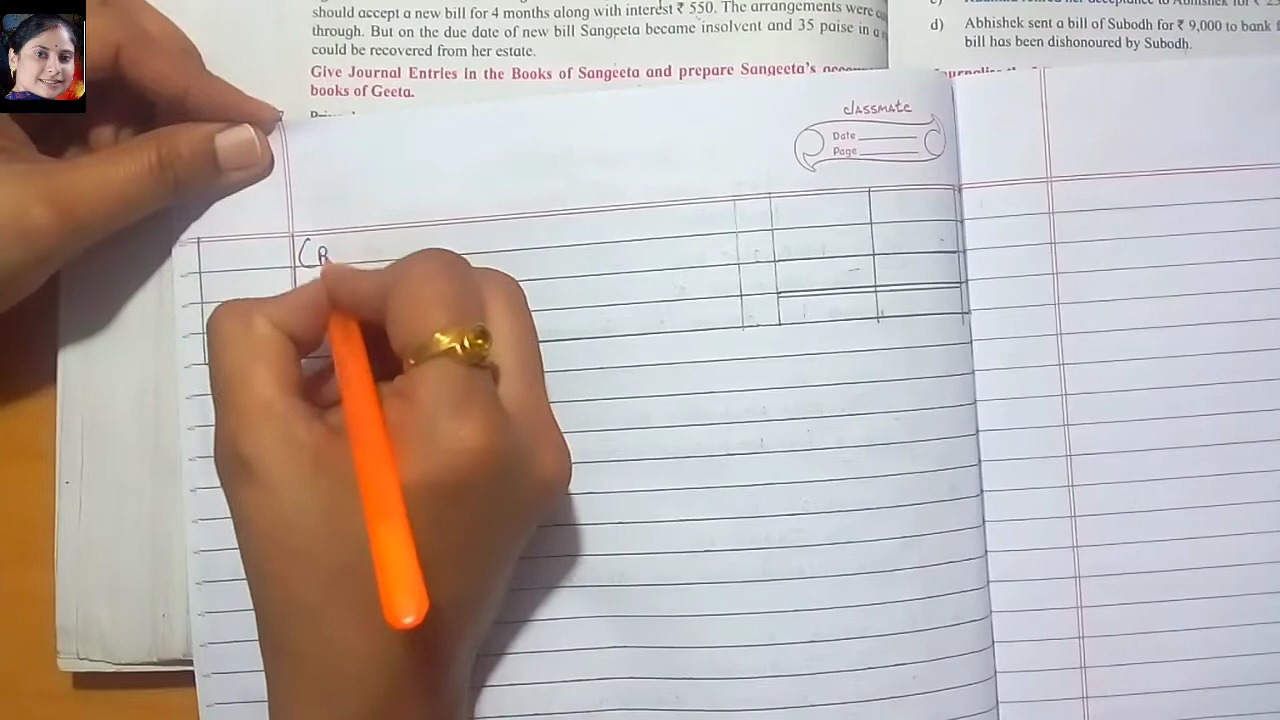 should accept a new bill for 4 months along with interest ₹ 550. The arrangements were
through. But on the due date of new bill Sangeeta became insolvent and 35 paise in a
could be recovered from her estate.
Give Journal Entries in the Books of Sangeeta and prepare Sangeeta's
books of Geeta.
d) Abhishek sent a bill of Subodh for ₹ 9,000 to bank
bill has been dishonoured by Subodh.
classmate
Date
Page
(B